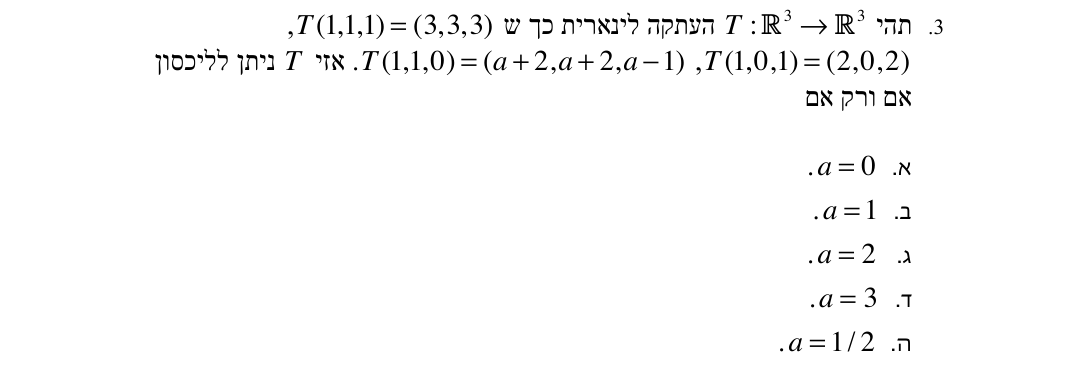 3. תהי T : ℝ³ → ℝ³ העתקה לינארית כך ש T(1,1,1) = (3,3,3),
T(1,1,0) = (a+2,a+2,a−1) ,T(1,0,1) = (2,0,2). אזי T ניתן לליכסון
אם ורק אם
א. a = 0.
ב. a = 1.
ג. a = 2.
ד. a = 3.
ה. a = 1/2.